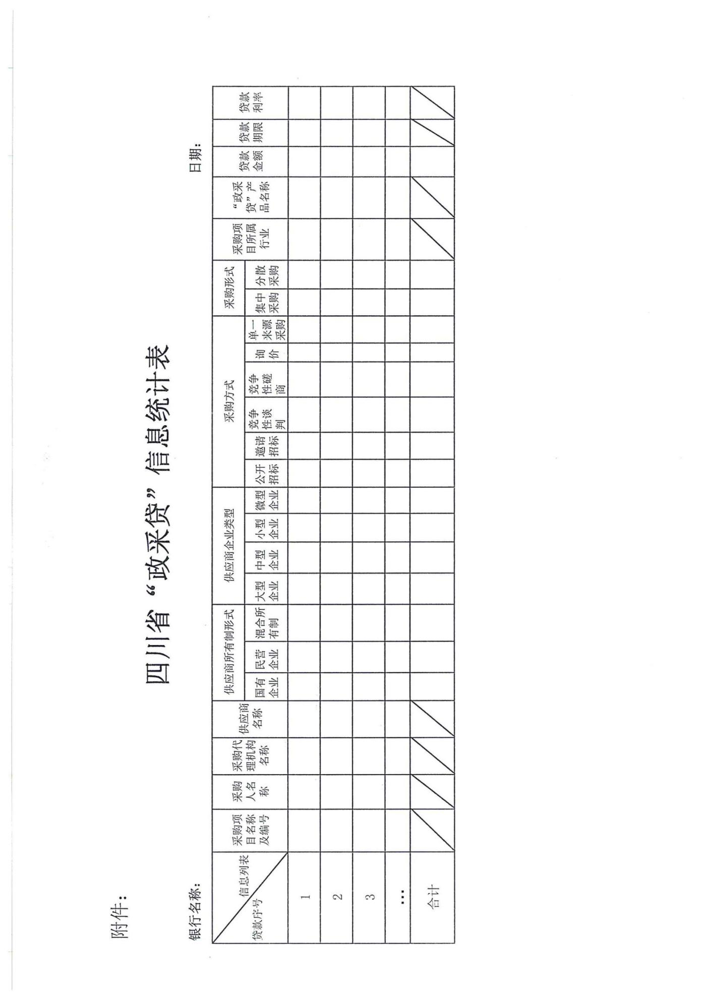 附件：
四川省“政采贷”信息统计表
银行名称：
日期：
信息列表
贷款序号
采购项
目名称
及编号
采购
人名
称
采购代
理机构
名称
供应商
名称
供应商所有制形式
国有
企业
民营
企业
混合所
有制
供应商企业类型
大型
企业
中型
企业
小型
企业
微型
企业
采购方式
公开
招标
邀请
招标
竞争
性谈
判
竞争
性磋
商
询
价
单一
来源
采购
采购形式
集中
采购
分散
采购
采购项
目所属
行业
“政采
贷”产
品名称
贷款
金额
贷款
期限
贷款
利率
1
2
3
…
合计